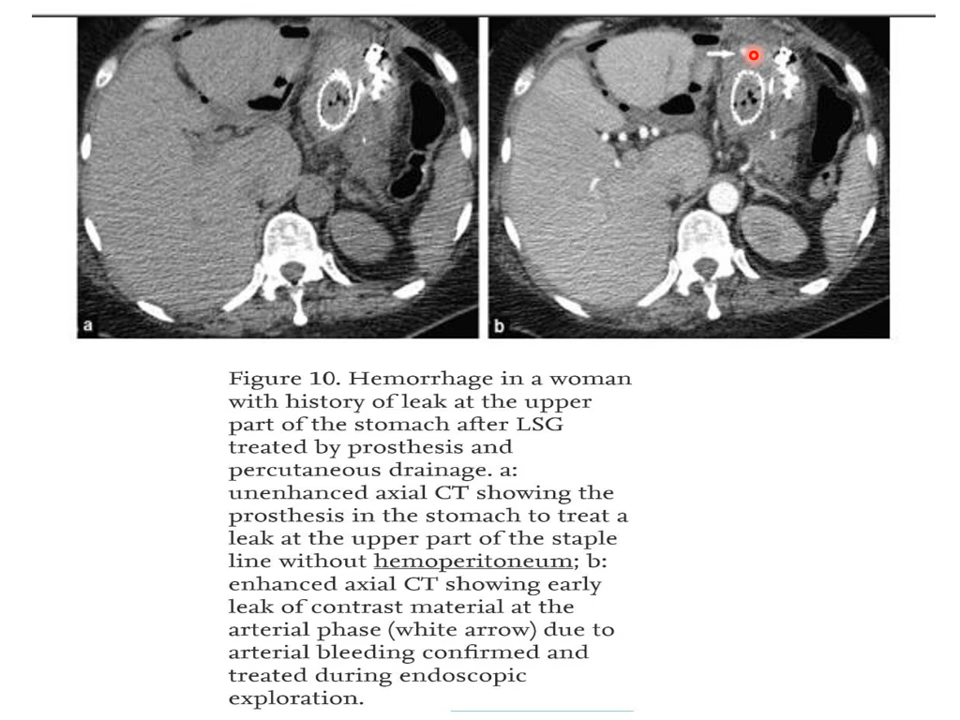 a
b
Figure 10. Hemorrhage in a woman
with history of leak at the upper
part of the stomach after LSG
treated by prosthesis and
percutaneous drainage. a:
unenhanced axial CT showing the
prosthesis in the stomach to treat a
leak at the upper part of the staple
line without hemoperitoneum; b:
enhanced axial CT showing early
leak of contrast material at the
arterial phase (white arrow) due to
arterial bleeding confirmed and
treated during endoscopic
exploration.